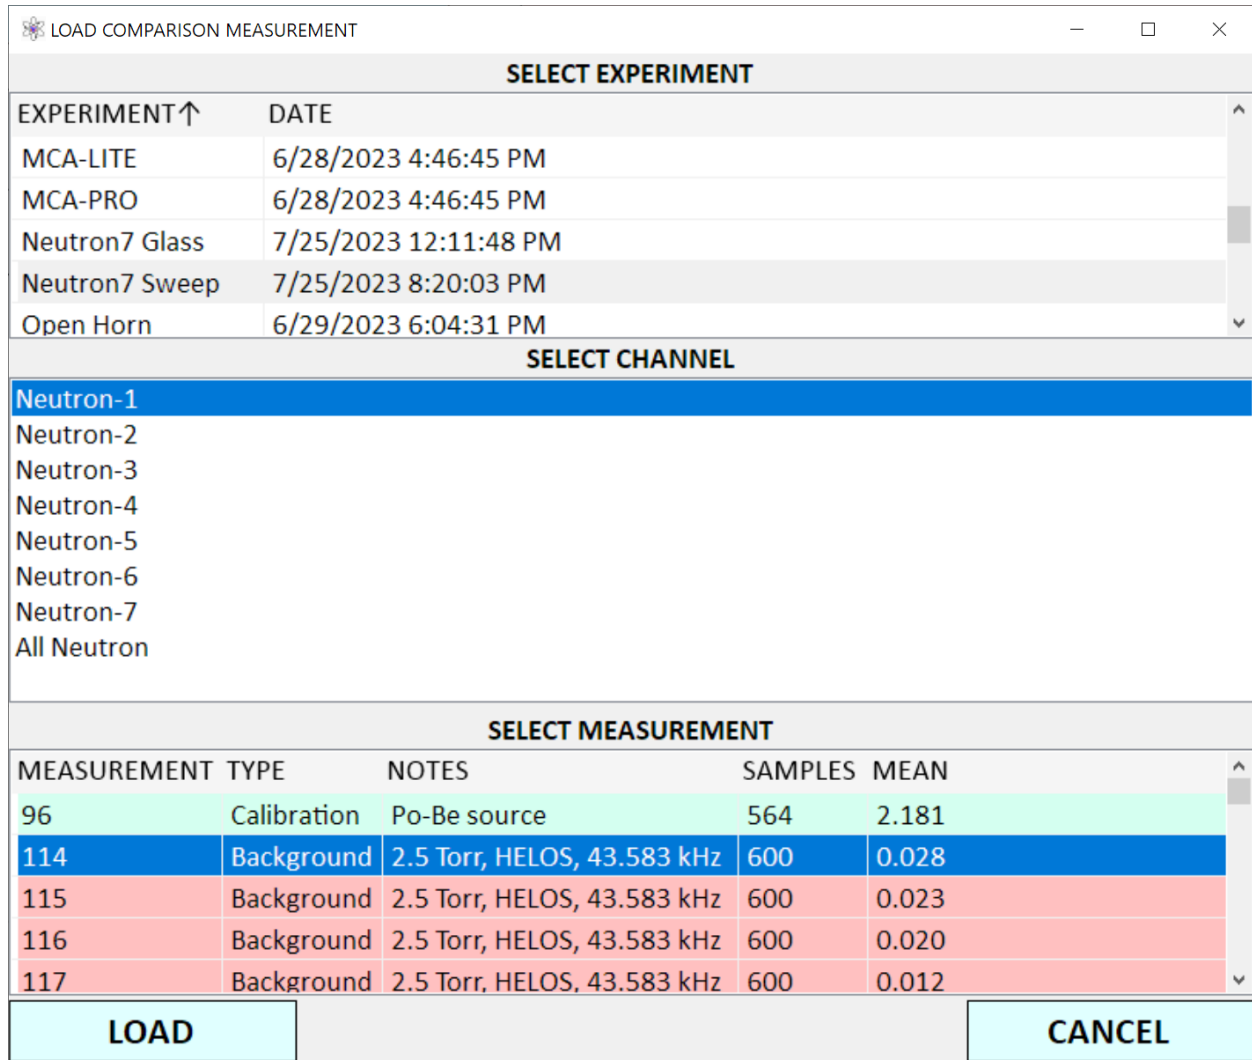 LOAD COMPARISON MEASUREMENT
SELECT EXPERIMENT
EXPERIMENT↑ DATE
MCA-LITE 6/28/2023 4:46:45 PM
MCA-PRO 6/28/2023 4:46:45 PM
Neutron7 Glass 7/25/2023 12:11:48 PM
Neutron7 Sweep 7/25/2023 8:20:03 PM
Open Horn 6/29/2023 6:04:31 PM
SELECT CHANNEL
Neutron-1
Neutron-2
Neutron-3
Neutron-4
Neutron-5
Neutron-6
Neutron-7
All Neutron
SELECT MEASUREMENT
MEASUREMENT TYPE NOTES SAMPLES MEAN
96 Calibration Po-Be source 564 2.181
114 Background 2.5 Torr, HELOS, 43.583 kHz 600 0.028
115 Background 2.5 Torr, HELOS, 43.583 kHz 600 0.023
116 Background 2.5 Torr, HELOS, 43.583 kHz 600 0.020
117 Background 2.5 Torr, HELOS, 43.583 kHz 600 0.012
LOAD CANCEL